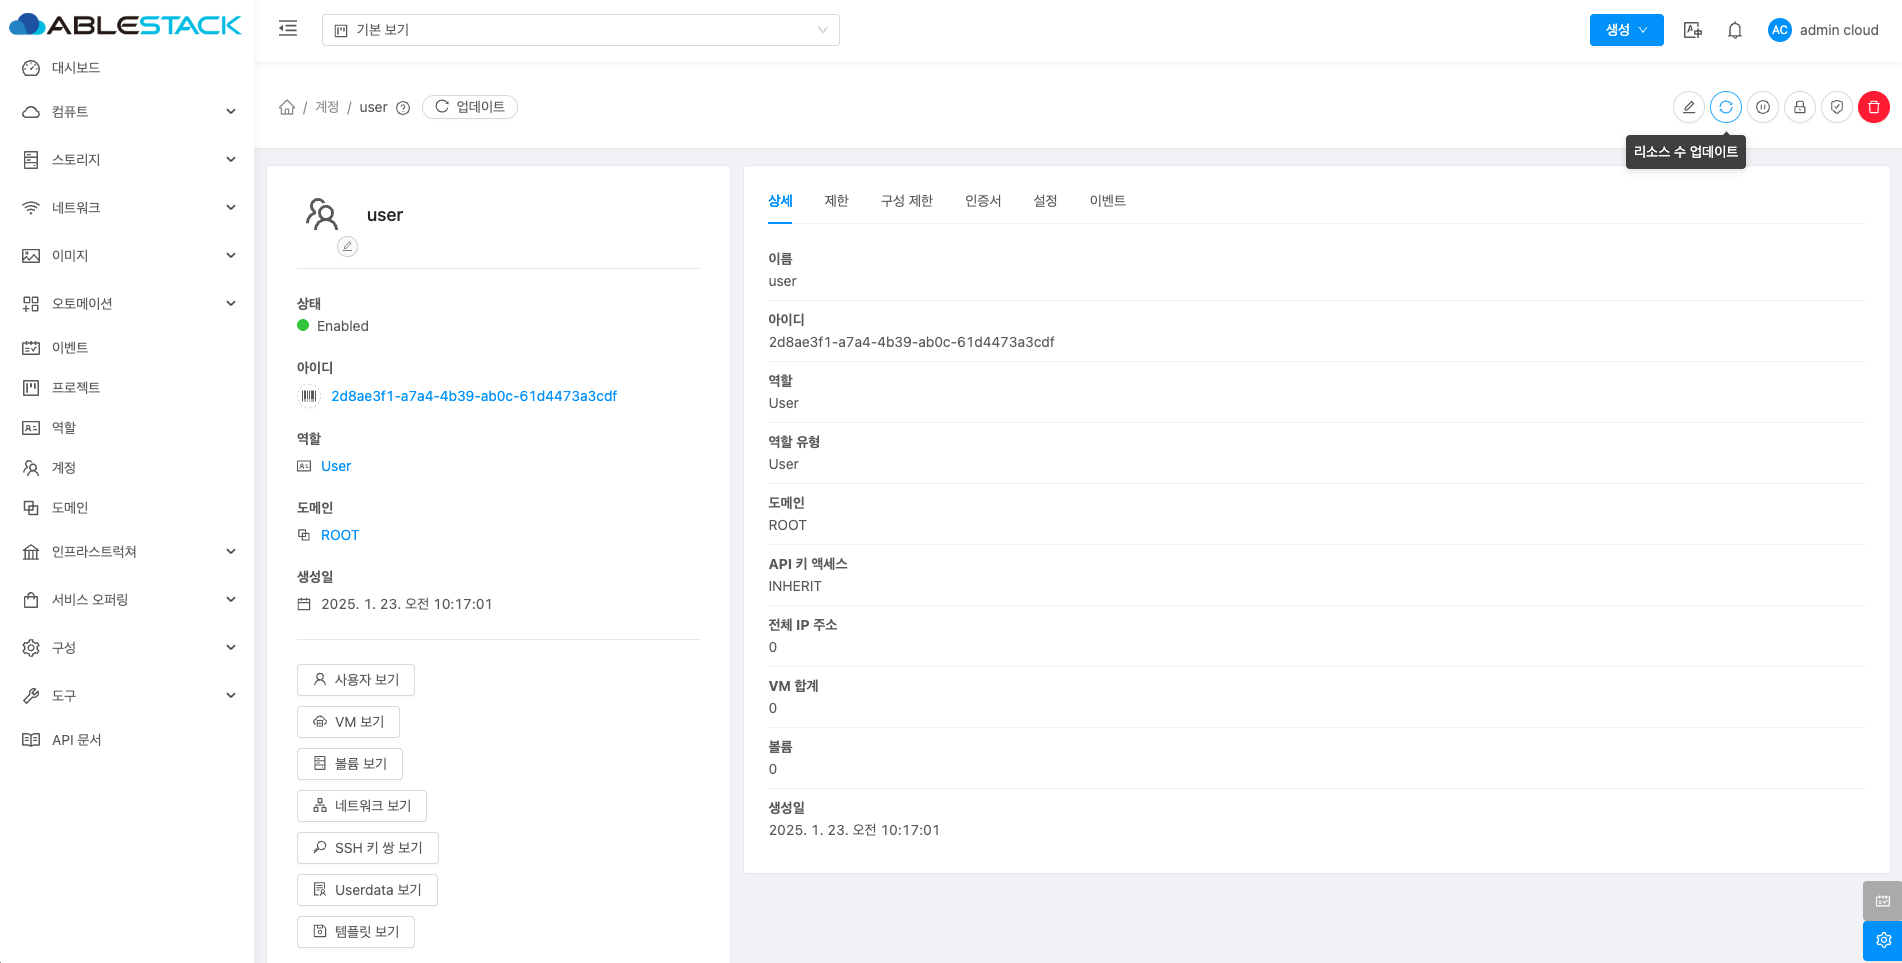 ABLESTACK
기본 보기
생성
AC admin cloud
대시보드
컴퓨트
스토리지
네트워크
이미지
오토메이션
이벤트
프로젝트
역할
계정
도메인
인프라스트럭쳐
서비스 오퍼링
구성
도구
API 문서
/ 계정 / user 업데이트
리소스 수 업데이트
user
상태
Enabled
아이디
2d8ae3f1-a7a4-4b39-ab0c-61d4473a3cdf
역할
User
도메인
ROOT
생성일
2025. 1. 23. 오전 10:17:01
사용자 보기
VM 보기
볼륨 보기
네트워크 보기
SSH 키 쌍 보기
Userdata 보기
템플릿 보기
상세 제한 구성 제한 인증서 설정 이벤트
이름
user
아이디
2d8ae3f1-a7a4-4b39-ab0c-61d4473a3cdf
역할
User
역할 유형
User
도메인
ROOT
API 키 액세스
INHERIT
전체 IP 주소
0
VM 합계
0
볼륨
0
생성일
2025. 1. 23. 오전 10:17:01